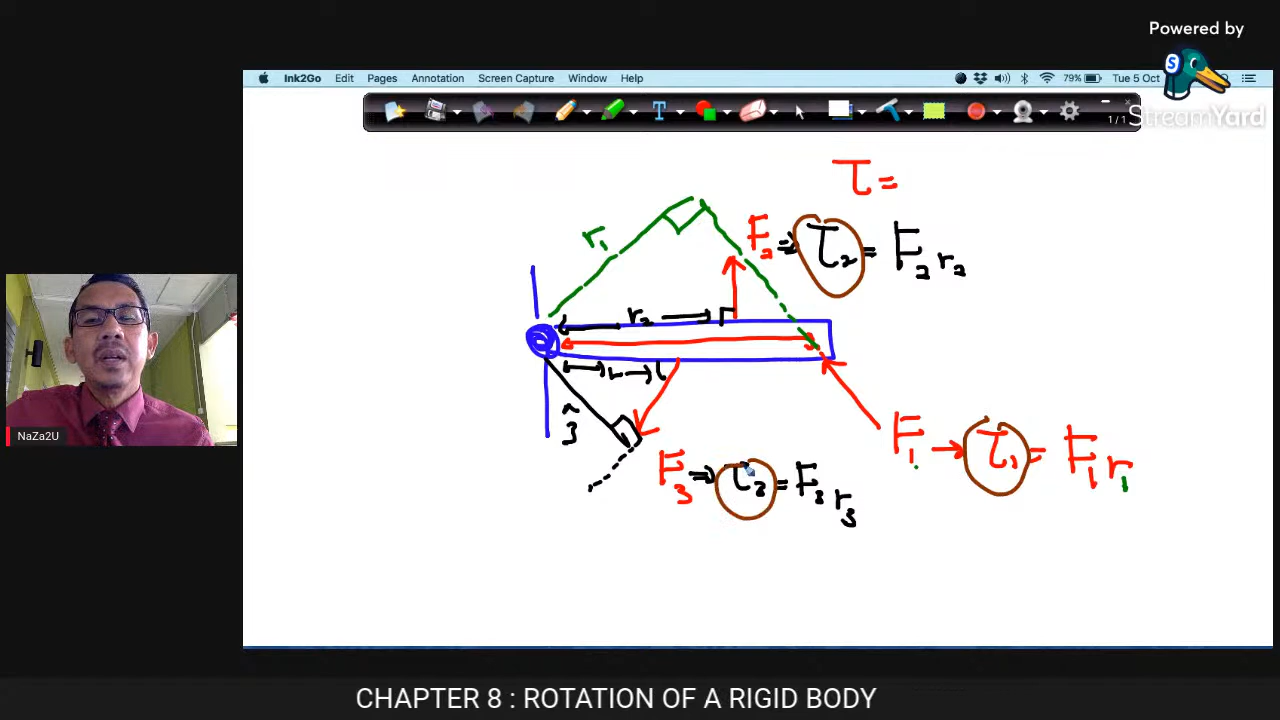 Powered by
StreamYard
Ink2Go Edit Pages Annotation Screen Capture Window Help 79% Tue 5 Oct
T
1/1
τ =
r₁
F₂ ⇒ τ₂ = F₂ r₂
r₂
r
L
r₃
F₁ → τ₁ = F₁ r₁
F₃ ⇒ τ₃ = F₃ r₃
NaZa2U
CHAPTER 8 : ROTATION OF A RIGID BODY